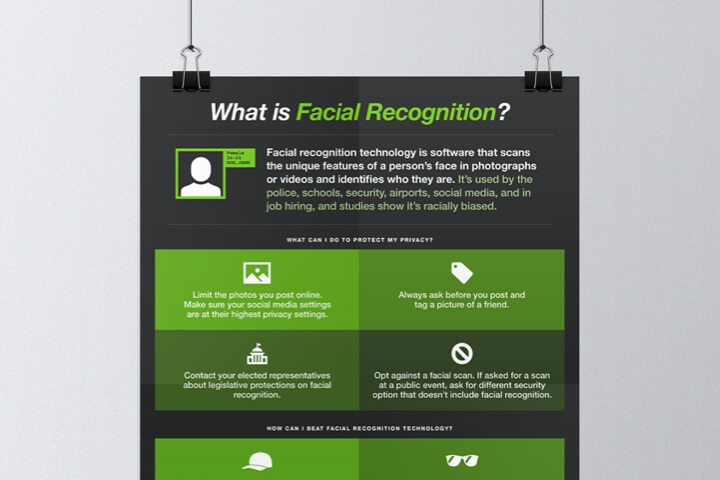 What is Facial Recognition?
Female
Facial recognition technology is software that scans
the unique features of a person's face in photographs
or videos and identifies who they are. It's used by the
police, schools, security, airports, social media, and in
job hiring, and studies show it's racially biased.
WHAT CAN I DO TO PROTECT MY PRIVACY?
Limit the photos you post online.
Make sure your social media settings
are at their highest privacy settings.
Always ask before you post and
tag a picture of a friend.
Contact your elected representatives
about legislative protections on facial
recognition.
Opt against a facial scan. If asked for a scan
at a public event, ask for different security
option that doesn't include facial recognition.
HOW CAN I BEAT FACIAL RECOGNITION TECHNOLOGY?